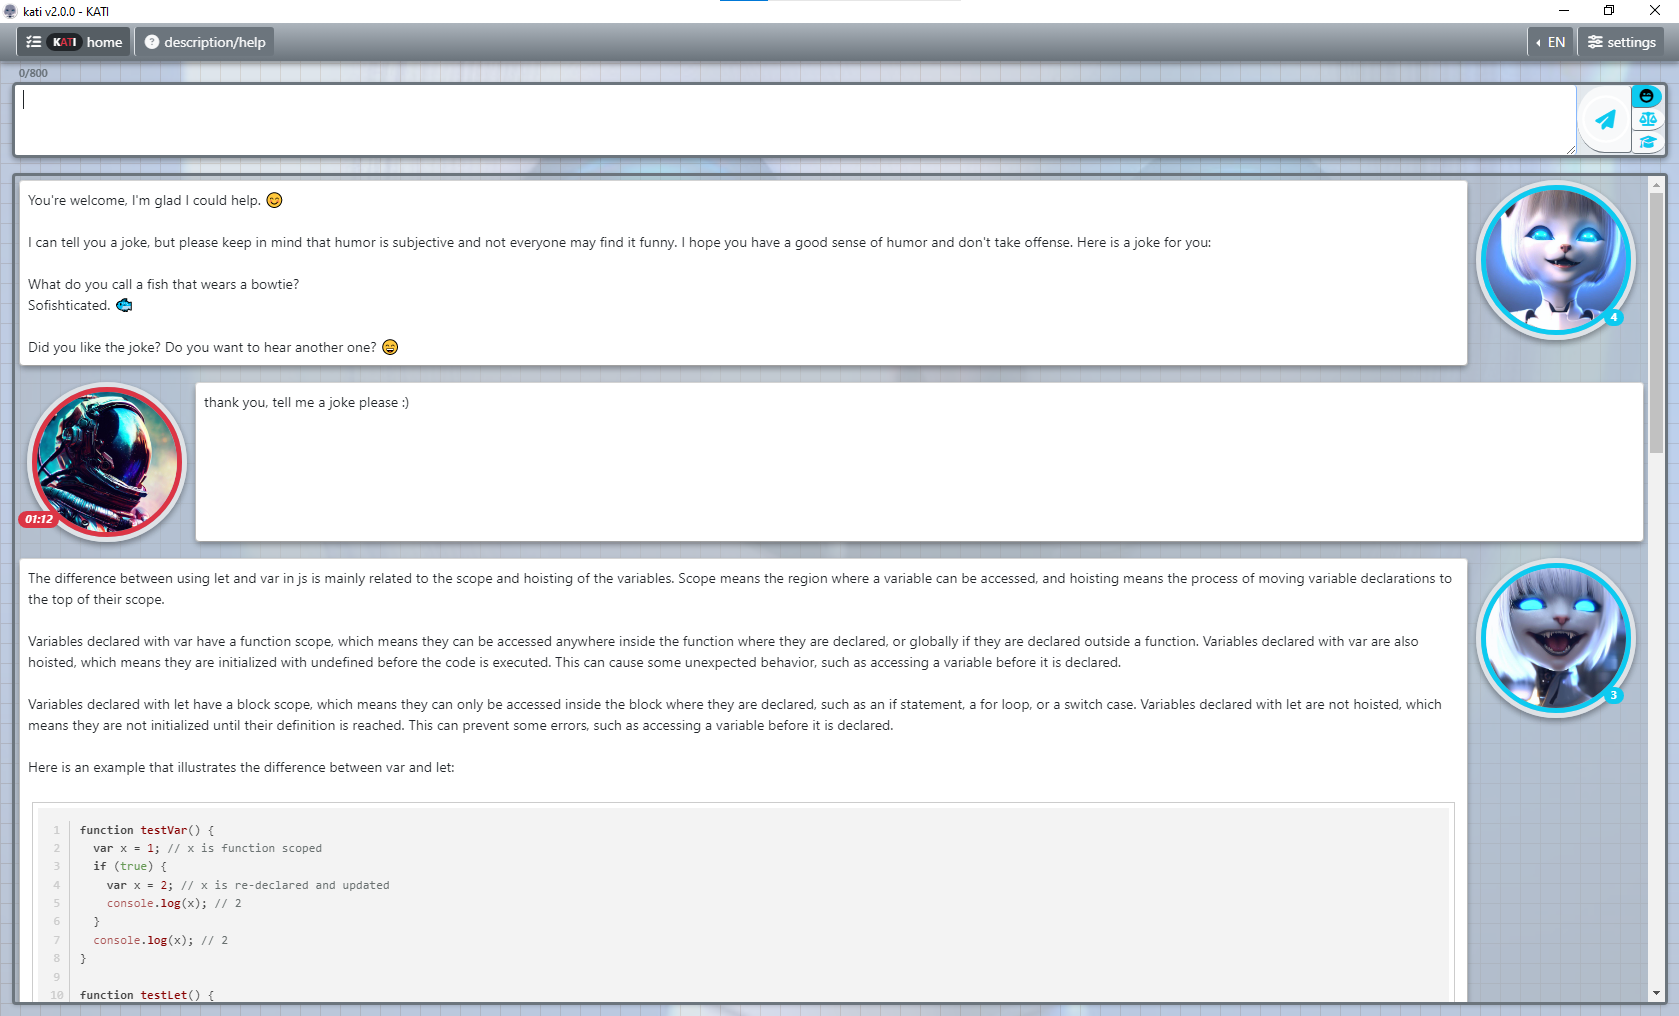 kati v2.0.0 - KATI
KATI home
description/help
EN
settings
0/800
You're welcome, I'm glad I could help. 😊
I can tell you a joke, but please keep in mind that humor is subjective and not everyone may find it funny. I hope you have a good sense of humor and don't take offense. Here is a joke for you:
What do you call a fish that wears a bowtie?
Sofishticated. 🐟
Did you like the joke? Do you want to hear another one? 😄
4
thank you, tell me a joke please :)
01:12
The difference between using let and var in js is mainly related to the scope and hoisting of the variables. Scope means the region where a variable can be accessed, and hoisting means the process of moving variable declarations to
the top of their scope.
Variables declared with var have a function scope, which means they can be accessed anywhere inside the function where they are declared, or globally if they are declared outside a function. Variables declared with var are also
hoisted, which means they are initialized with undefined before the code is executed. This can cause some unexpected behavior, such as accessing a variable before it is declared.
Variables declared with let have a block scope, which means they can only be accessed inside the block where they are declared, such as an if statement, a for loop, or a switch case. Variables declared with let are not hoisted, which
means they are not initialized until their definition is reached. This can prevent some errors, such as accessing a variable before it is declared.
Here is an example that illustrates the difference between var and let:
3
1 function testVar() {
2 var x = 1; // x is function scoped
3 if (true) {
4 var x = 2; // x is re-declared and updated
5 console.log(x); // 2
6 }
7 console.log(x); // 2
8 }
9
10 function testLet() {